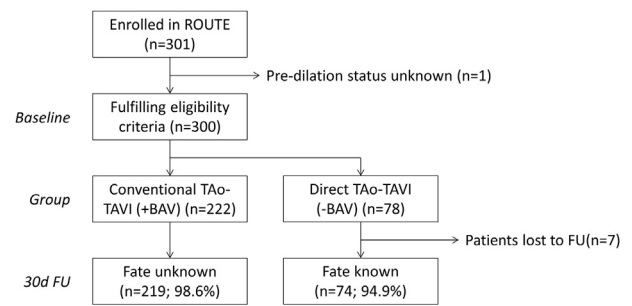 Enrolled in ROUTE
(n=301)
Pre-dilation status unknown (n=1)
Baseline
Fulfilling eligibility
criteria (n=300)
Group
Conventional TAo-
TAVI (+BAV) (n=222)
Direct TAo-TAVI
(-BAV) (n=78)
Patients lost to FU(n=7)
30d FU
Fate unknown
(n=219; 98.6%)
Fate known
(n=74; 94.9%)